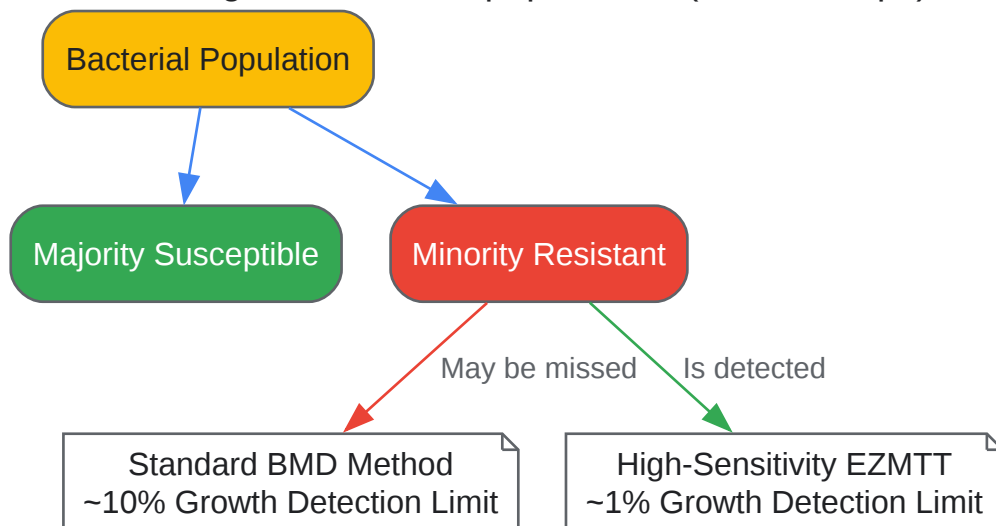 Bacterial Population
Majority Susceptible
Minority Resistant
May be missed
Is detected
Standard BMD Method
~10% Growth Detection Limit
High-Sensitivity EZMTT
~1% Growth Detection Limit